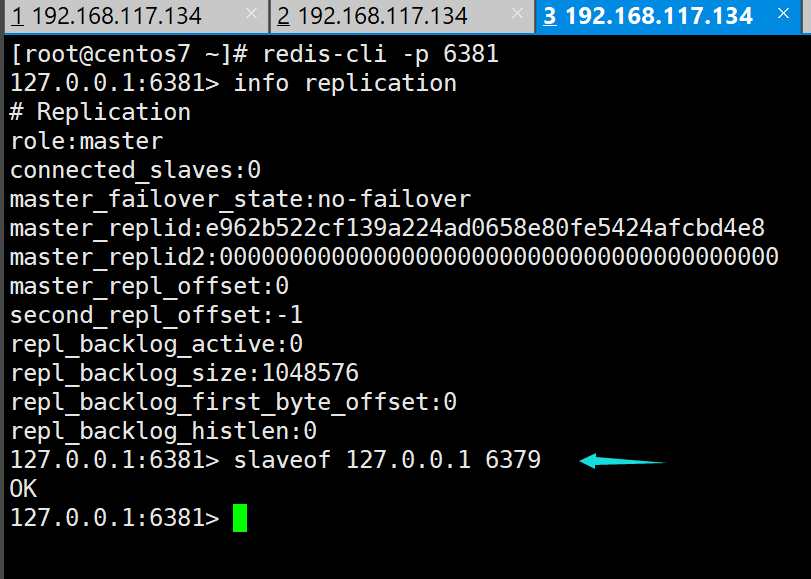 1 192.168.117.134 × 2 192.168.117.134 × 3 192.168.117.134 ×
[root@centos7 ~]# redis-cli -p 6381
127.0.0.1:6381> info replication
# Replication
role:master
connected_slaves:0
master_failover_state:no-failover
master_replid:e962b522cf139a224ad0658e80fe5424afcbd4e8
master_replid2:0000000000000000000000000000000000000000
master_repl_offset:0
second_repl_offset:-1
repl_backlog_active:0
repl_backlog_size:1048576
repl_backlog_first_byte_offset:0
repl_backlog_histlen:0
127.0.0.1:6381> slaveof 127.0.0.1 6379
OK
127.0.0.1:6381>